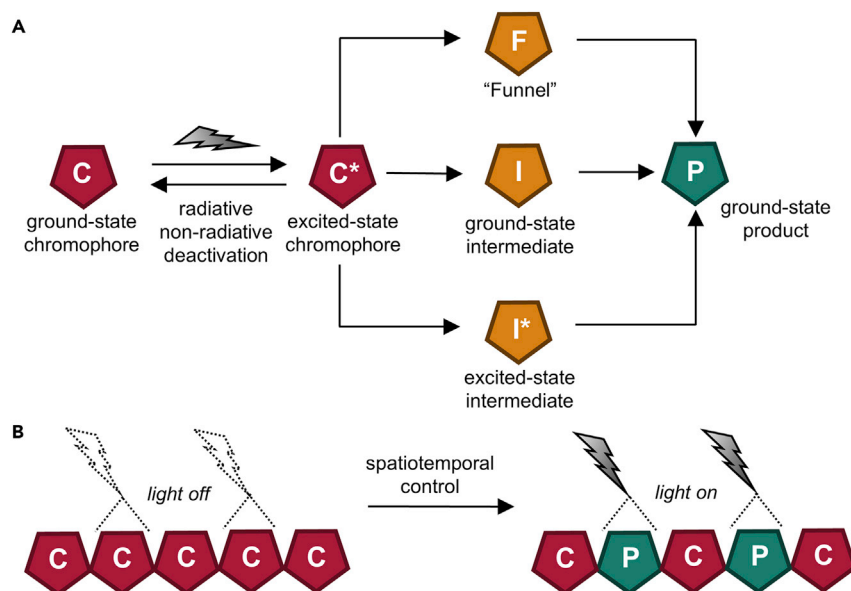 A
F
"Funnel"
C
C*
I
P
ground-state
chromophore
radiative
non-radiative
deactivation
excited-state
chromophore
ground-state
intermediate
ground-state
product
I*
excited-state
intermediate
B
light off
spatiotemporal
control
light on
C C C C C
C P C P C